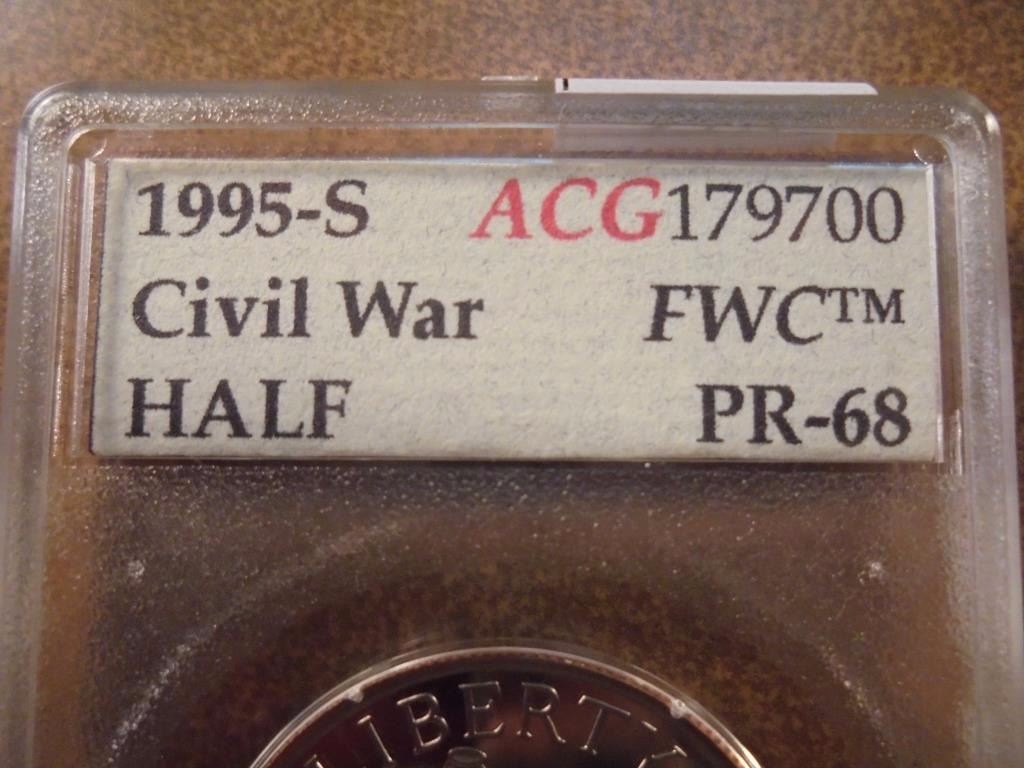 1995-S ACG179700
Civil War FWC™
HALF PR-68
LIBERTY